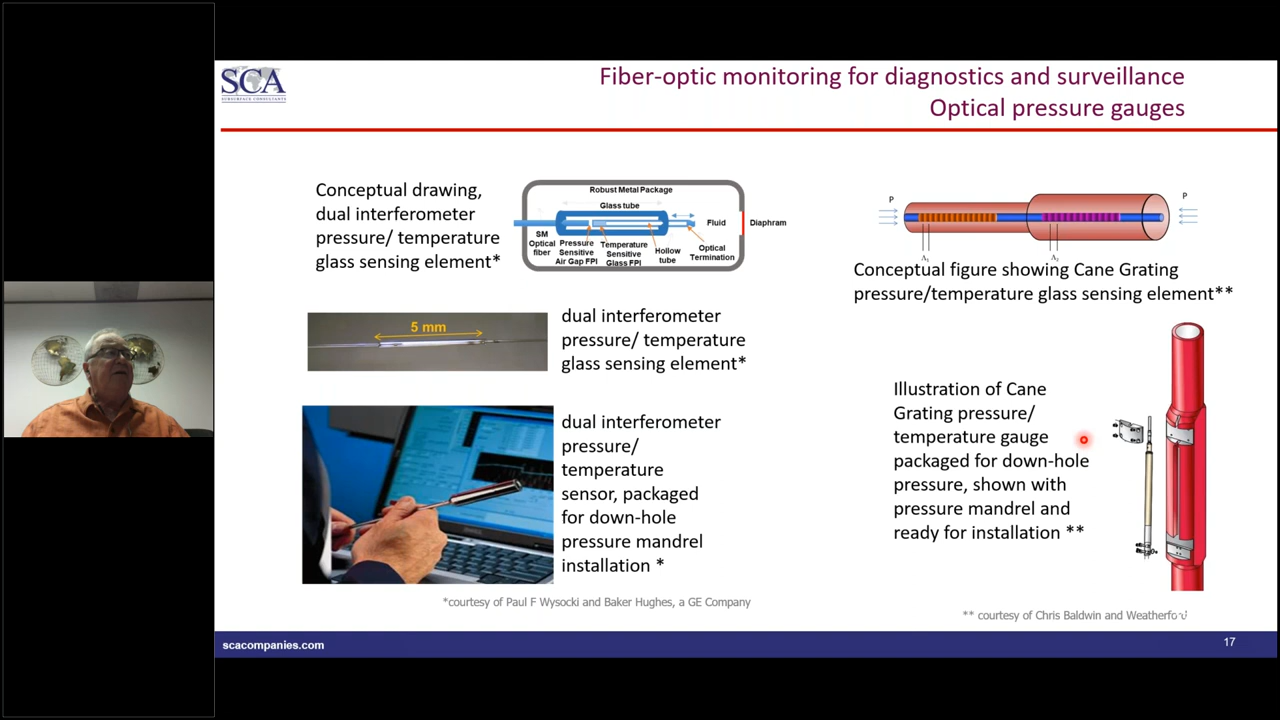 SCA
SUBSURFACE CONSULTANTS
Fiber-optic monitoring for diagnostics and surveillance
Optical pressure gauges
Conceptual drawing,
dual interferometer
pressure/ temperature
glass sensing element*
Robust Metal Package
Glass tube
Fluid
Diaphram
SM
Optical
fiber
Pressure
Sensitive
Air Gap FPI
Temperature
Sensitive
Glass FPI
Hollow
tube
Optical
Termination
5 mm
dual interferometer
pressure/ temperature
glass sensing element*
dual interferometer
pressure/
temperature
sensor, packaged
for down-hole
pressure mandrel
installation *
*courtesy of Paul F Wysocki and Baker Hughes, a GE Company
P
P
Λ₁
Λ₂
Conceptual figure showing Cane Grating
pressure/temperature glass sensing element**
Illustration of Cane
Grating pressure/
temperature gauge
packaged for down-hole
pressure, shown with
pressure mandrel and
ready for installation **
** courtesy of Chris Baldwin and
scacompanies.com
17